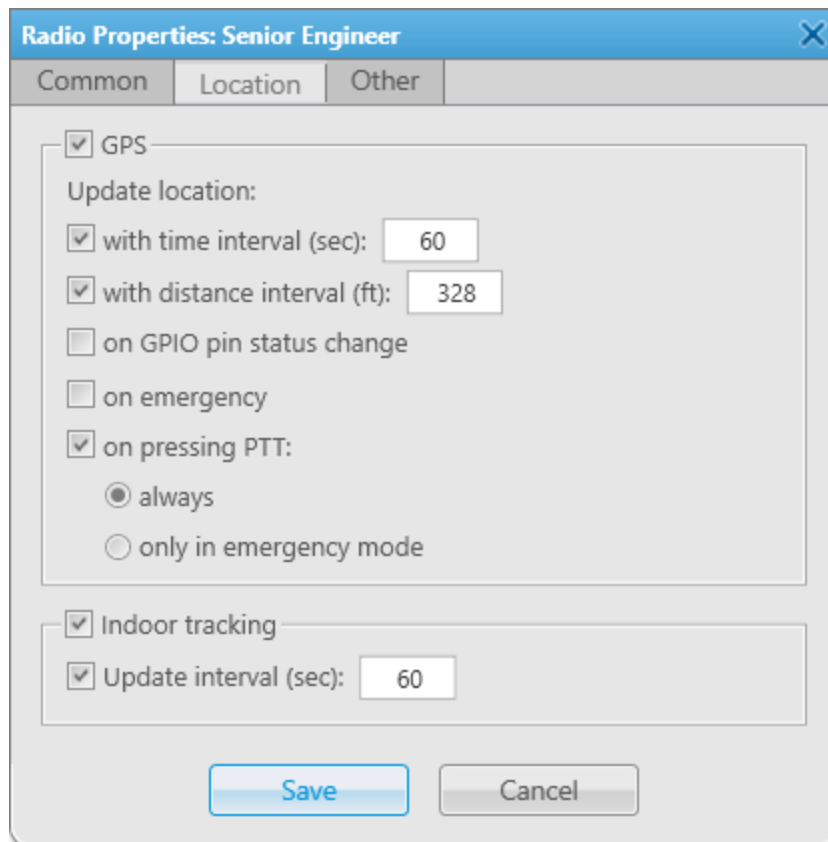 Radio Properties: Senior Engineer
Common Location Other
GPS
Update location:
with time interval (sec): 60
with distance interval (ft): 328
on GPIO pin status change
on emergency
on pressing PTT:
always
only in emergency mode
Indoor tracking
Update interval (sec): 60
Save Cancel